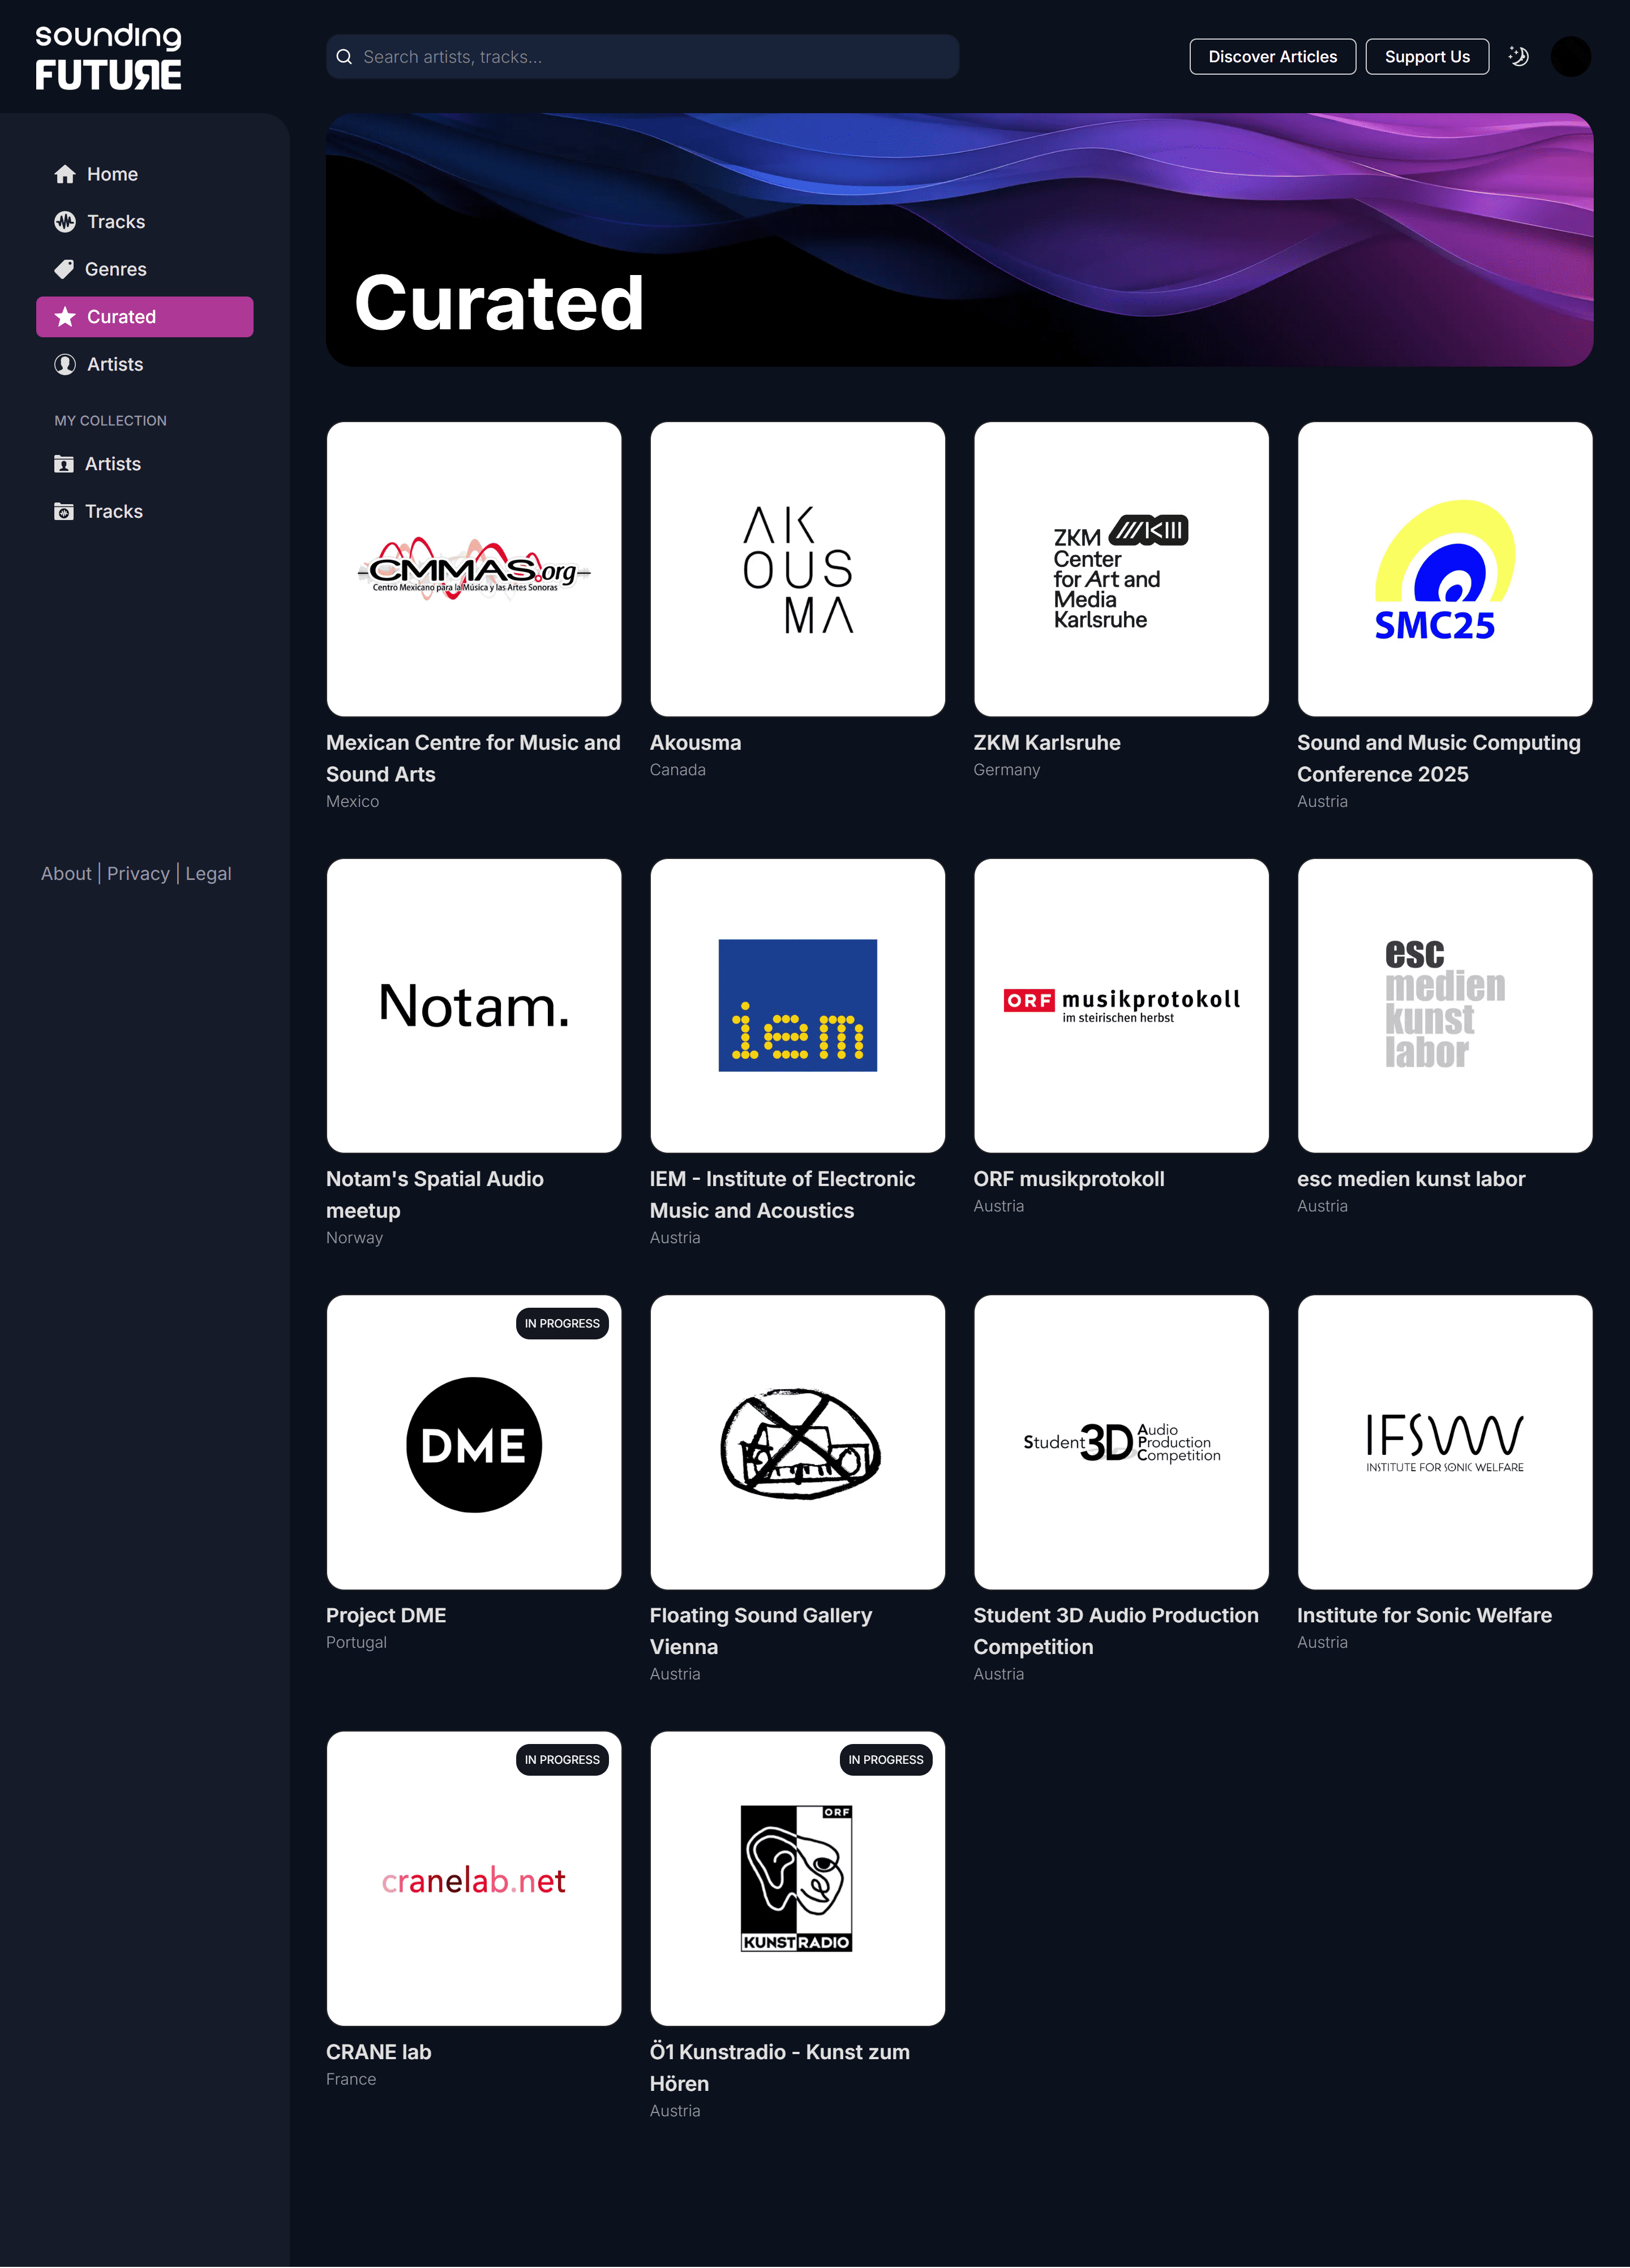 sounding
FUTURE
Search artists, tracks...
Discover Articles
Support Us
Home
Tracks
Genres
Curated
Artists
MY COLLECTION
Artists
Tracks
About | Privacy | Legal
Curated
CMMAS.org
Centro Mexicano para la Música y las Artes Sonoras
Mexican Centre for Music and
Sound Arts
Mexico
AK
OUS
MA
Akousma
Canada
ZKM
Center
for Art and
Media
Karlsruhe
ZKM Karlsruhe
Germany
SMC25
Sound and Music Computing
Conference 2025
Austria
Notam.
Notam's Spatial Audio
meetup
Norway
iem
IEM - Institute of Electronic
Music and Acoustics
Austria
ORF musikprotokoll
im steirischen herbst
ORF musikprotokoll
Austria
esc
medien
kunst
labor
esc medien kunst labor
Austria
IN PROGRESS
DME
Project DME
Portugal
Floating Sound Gallery
Vienna
Austria
Student 3D Audio
Production
Competition
Student 3D Audio Production
Competition
Austria
IFSW
INSTITUTE FOR SONIC WELFARE
Institute for Sonic Welfare
Austria
IN PROGRESS
cranelab.net
CRANE lab
France
IN PROGRESS
ORF
KUNSTRADIO
Ö1 Kunstradio - Kunst zum
Hören
Austria